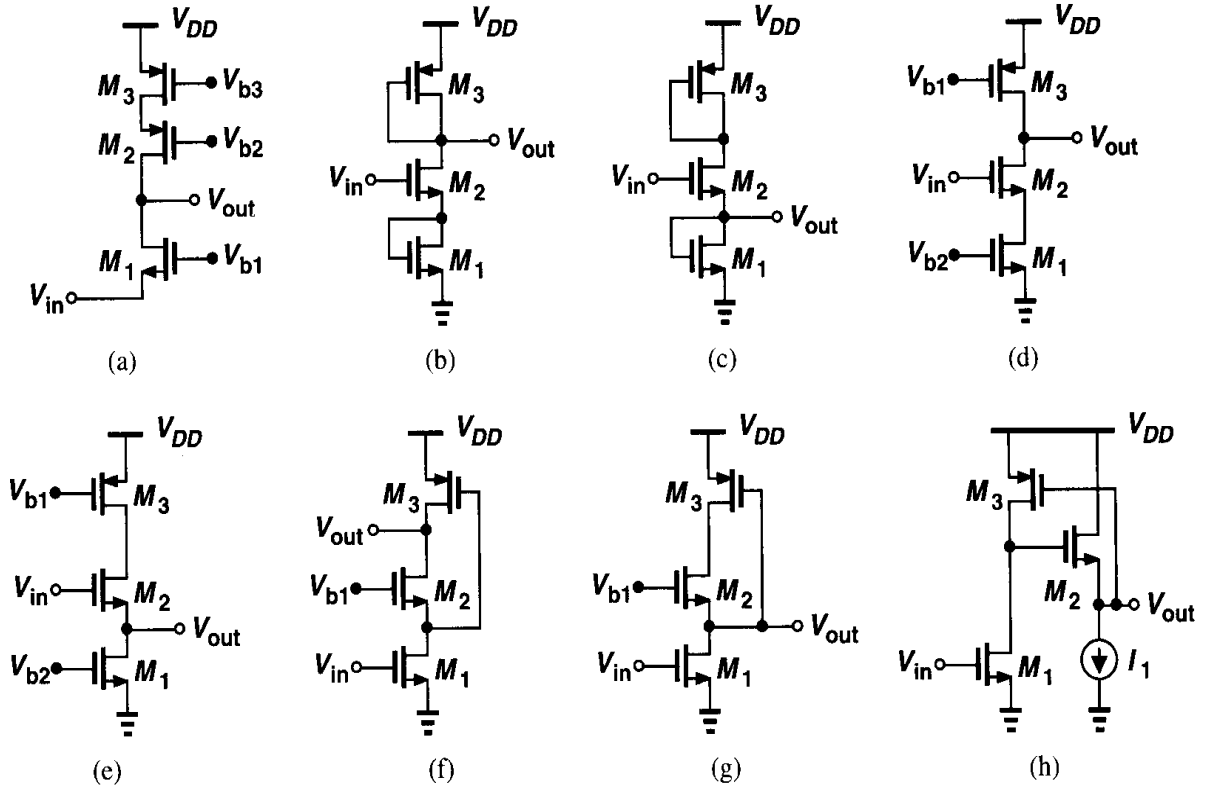 V_DD V_DD V_DD V_DD
M_3 V_b3
M_2 V_b2
V_out
M_1 V_b1
V_in
(a)
M_3
V_out
V_in M_2
M_1
(b)
M_3
V_in M_2
V_out
M_1
(c)
V_b1 M_3
V_out
V_in M_2
V_b2 M_1
(d)
V_DD V_DD V_DD V_DD
V_b1 M_3
V_in M_2
V_out
V_b2 M_1
(e)
M_3
V_out
V_b1 M_2
V_in M_1
(f)
M_3
V_b1 M_2
V_out
V_in M_1
(g)
M_3
M_2 V_out
V_in M_1 I_1
(h)